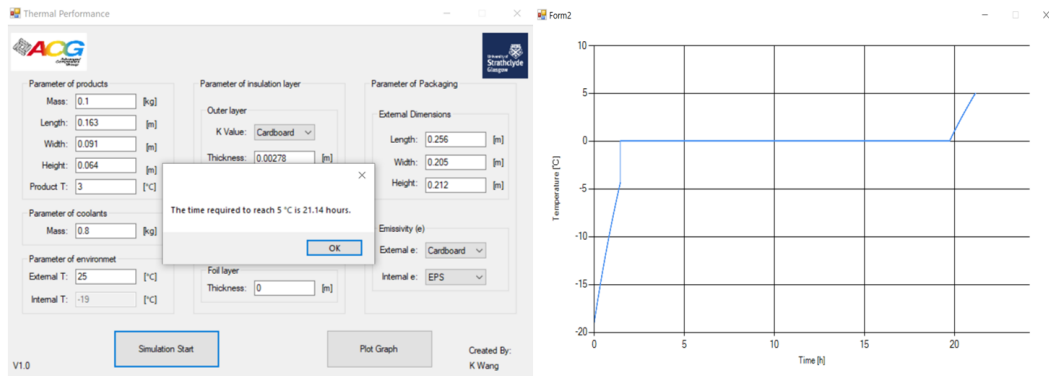 Thermal Performance
ACG
Advanced
Composites
Group
University of
Strathclyde
Glasgow
Parameter of products
Mass: 0.1 [kg]
Length: 0.163 [m]
Width: 0.091 [m]
Height: 0.064 [m]
Product T: 3 [°C]
Parameter of coolants
Mass: 0.8 [kg]
Parameter of environmet
External T: 25 [°C]
Internal T: -19 [°C]
Parameter of insulation layer
Outer layer
K Value: Cardboard
Thickness: 0.00278 [m]
The time required to reach 5 °C is 21.14 hours.
OK
Foil layer
Thickness: 0 [m]
Parameter of Packaging
External Dimensions
Length: 0.256 [m]
Width: 0.205 [m]
Height: 0.212 [m]
Emissivity (e)
External e: Cardboard
Internal e: EPS
Simulation Start
Plot Graph
V1.0
Created By:
K Wang
Form2
Temperature [°C]
10
5
0
-5
-10
-15
-20
0 5 10 15 20
Time [h]